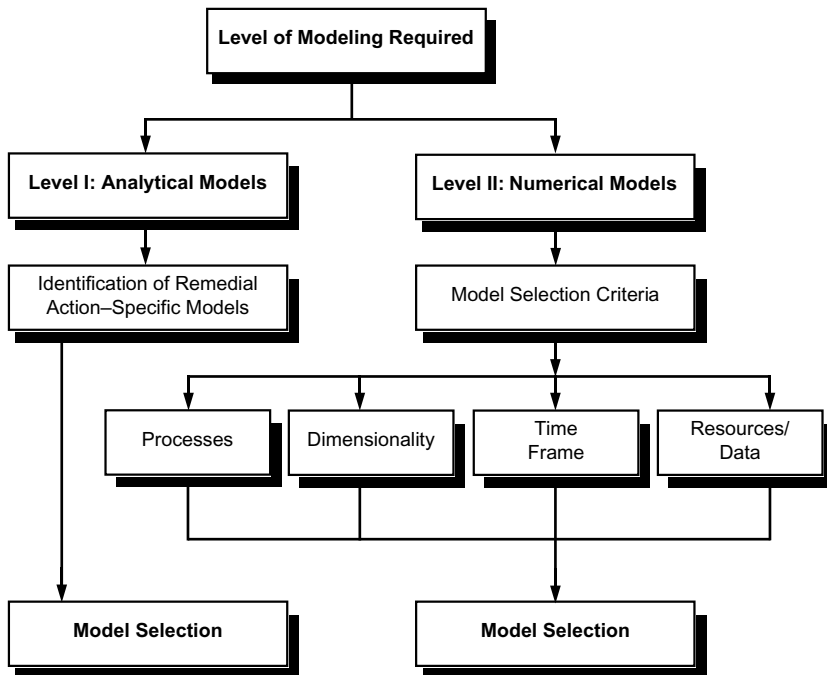 Level of Modeling Required
Level I: Analytical Models
Level II: Numerical Models
Identification of Remedial
Action–Specific Models
Model Selection Criteria
Processes
Dimensionality
Time
Frame
Resources/
Data
Model Selection
Model Selection